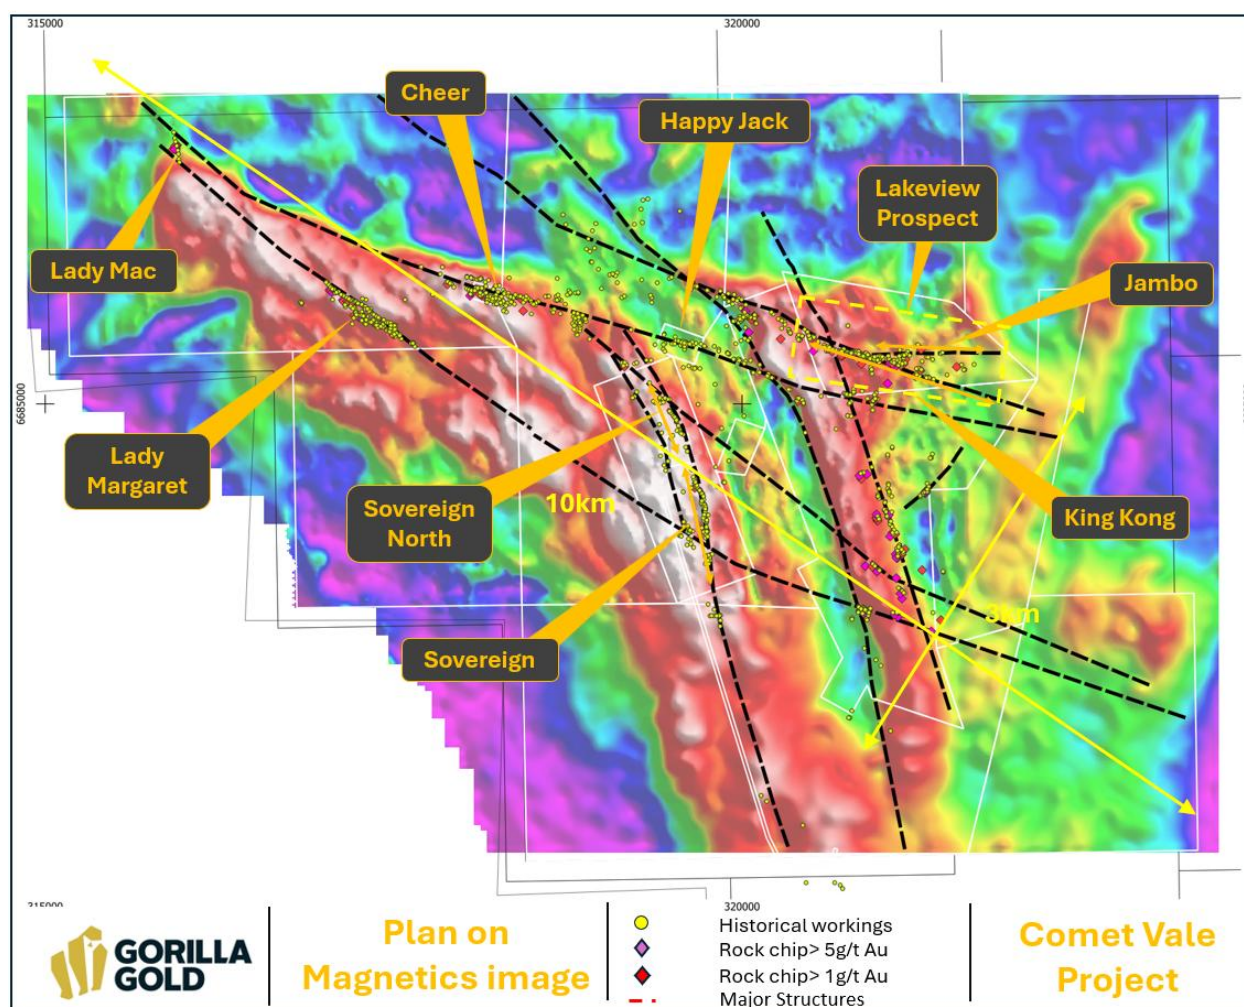 315000
320000
Cheer
Happy Jack
Lakeview
Prospect
Lady Mac
Jambo
6685000
Lady
Margaret
Sovereign
North
10km
King Kong
3km
Sovereign
315000
320000
GORILLA
GOLD
Plan on
Magnetics image
Historical workings
Rock chip> 5g/t Au
Rock chip> 1g/t Au
Major Structures
Comet Vale
Project